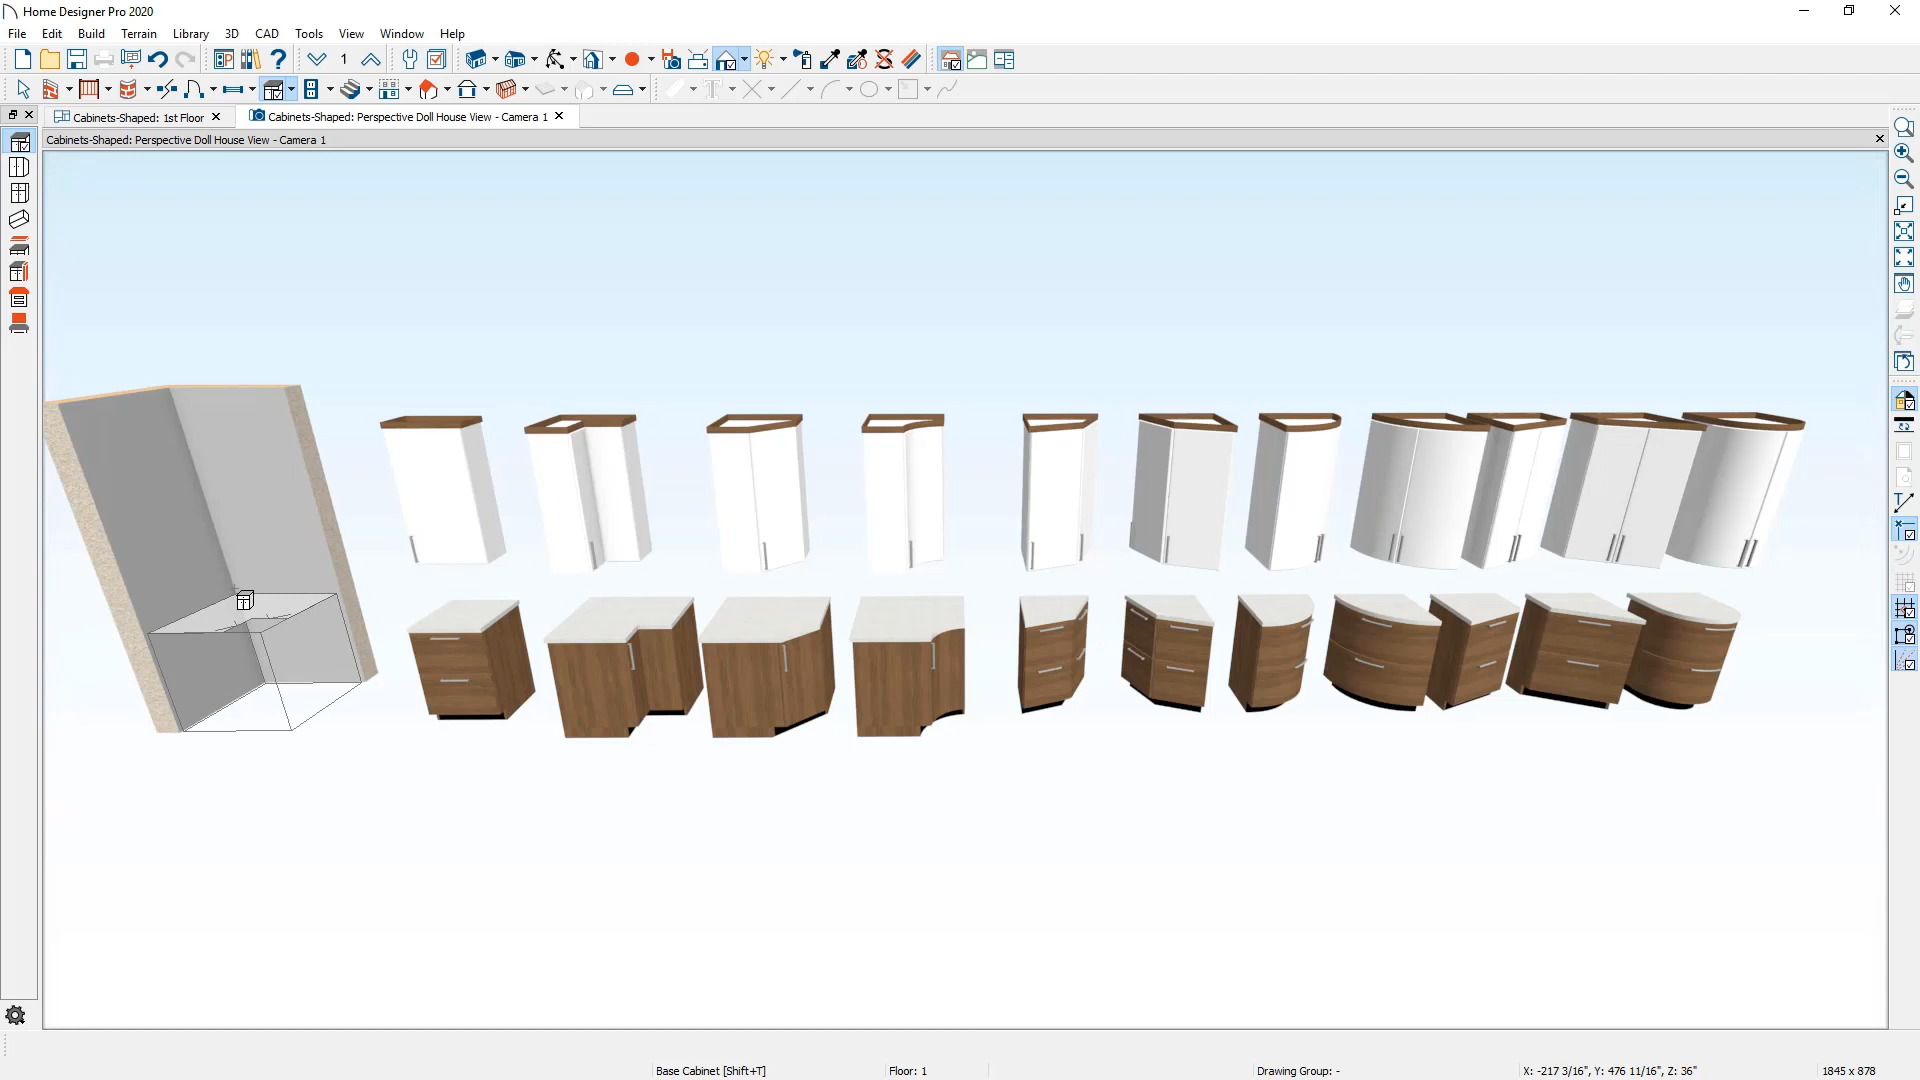 Home Designer Pro 2020
File Edit Build Terrain Library 3D CAD Tools View Window Help
1
Cabinets-Shaped: 1st Floor
Cabinets-Shaped: Perspective Doll House View - Camera 1
Cabinets-Shaped: Perspective Doll House View - Camera 1
Base Cabinet [Shift+T] Floor: 1 Drawing Group: - X: -217 3/16", Y: 476 11/16", Z: 36" 1845 x 878